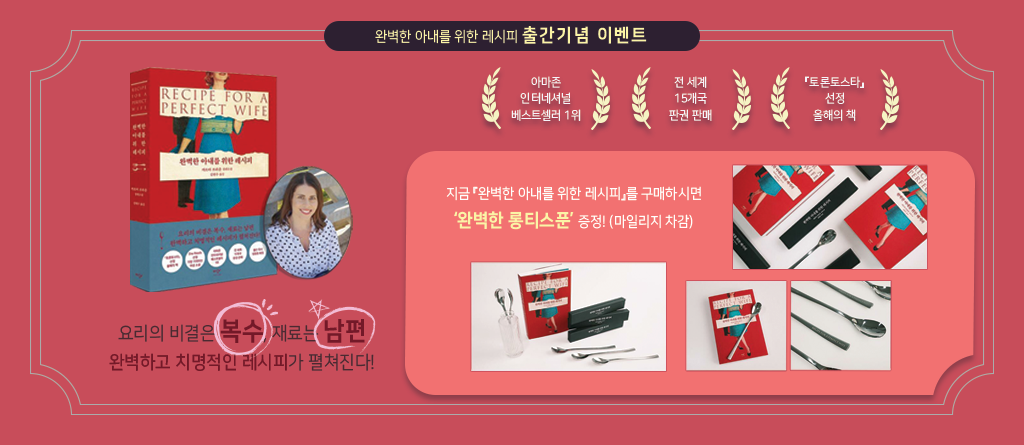 완벽한 아내를 위한 레시피 출간기념 이벤트
아마존
인터네셔널
베스트셀러 1위
전 세계
15개국
판권 판매
『토론토스타』
선정
올해의 책
RECIPE FOR A
PERFECT WIFE
완벽한 아내를 위한 레시피
요리의 비결은 복수, 재료는 남편
완벽하고 치명적인 레시피가 펼쳐진다!
지금 『완벽한 아내를 위한 레시피』를 구매하시면
‘완벽한 롱티스푼’ 증정! (마일리지 차감)